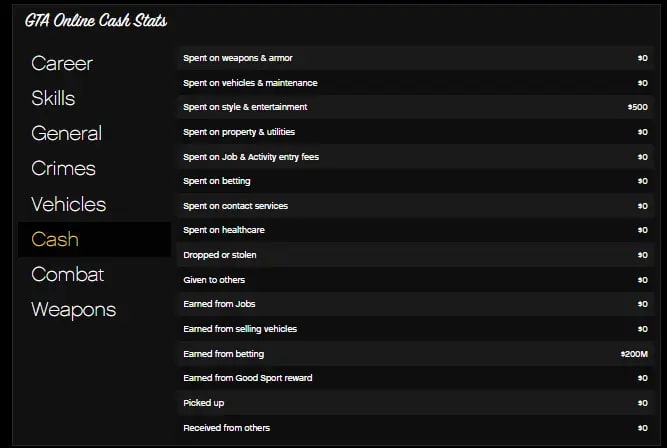 GTA Online Cash Stats
Career
Skills
General
Crimes
Vehicles
Cash
Combat
Weapons
Spent on weapons & armor $0
Spent on vehicles & maintenance $0
Spent on style & entertainment $500
Spent on property & utilities $0
Spent on Job & Activity entry fees $0
Spent on betting $0
Spent on contact services $0
Spent on healthcare $0
Dropped or stolen $0
Given to others $0
Earned from Jobs $0
Earned from selling vehicles $0
Earned from betting $200M
Earned from Good Sport reward $0
Picked up $0
Received from others $0